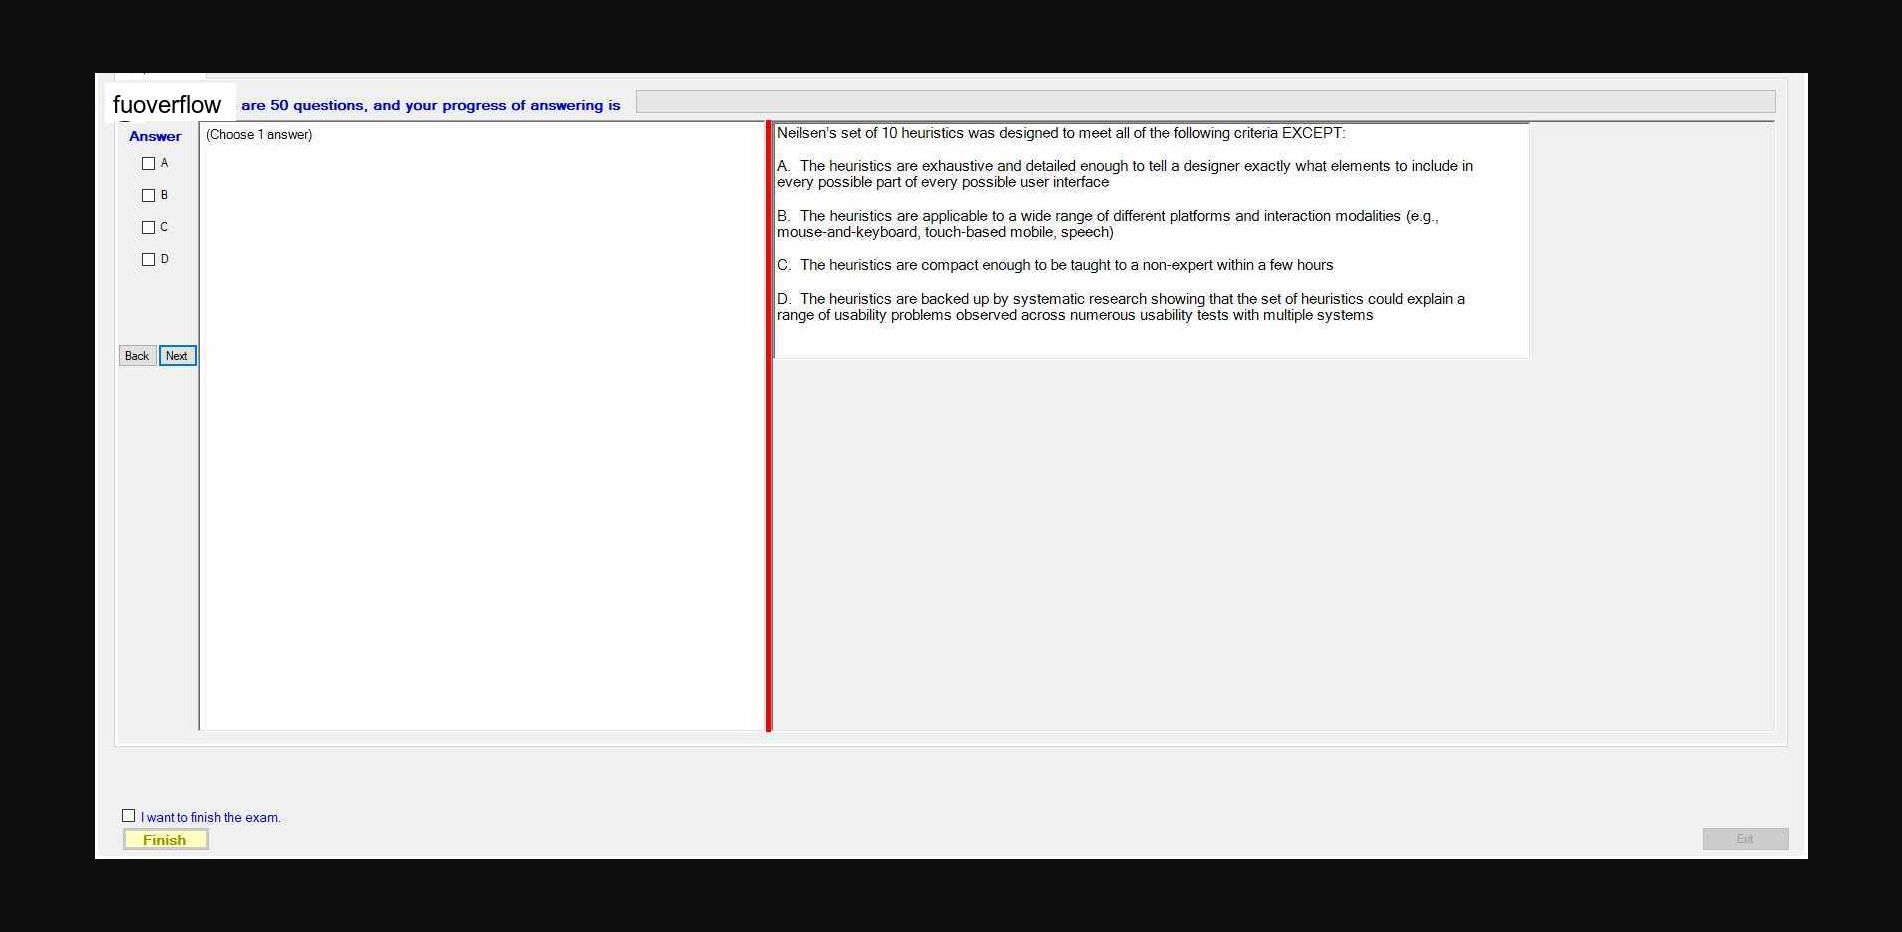 fuoverflow are 50 questions, and your progress of answering is
Answer
(Choose 1 answer)
A
B
C
D
Back Next
Neilsen's set of 10 heuristics was designed to meet all of the following criteria EXCEPT:
A. The heuristics are exhaustive and detailed enough to tell a designer exactly what elements to include in
every possible part of every possible user interface
B. The heuristics are applicable to a wide range of different platforms and interaction modalities (e.g.,
mouse-and-keyboard, touch-based mobile, speech)
C. The heuristics are compact enough to be taught to a non-expert within a few hours
D. The heuristics are backed up by systematic research showing that the set of heuristics could explain a
range of usability problems observed across numerous usability tests with multiple systems
I want to finish the exam.
Finish
Exit